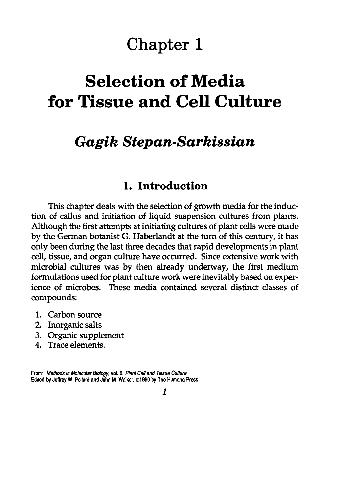 Chapter 1
Selection of Media
for Tissue and Cell Culture
Gagik Stepan-Sarkissian
1. Introduction
This chapter deals with the selection of growth media for the induc-
tion of callus and initiation of liquid suspension cultures from plants.
Although the first attempts at initiating cultures of plant cells were made
by the German botanist G. Haberlandt at the turn of this century, it has
only been during the last three decades that rapid developments in plant
cell, tissue, and organ culture have occurred. Since extensive work with
microbial cultures was by then already underway, the first medium
formulations used for plant culture work were inevitably based on exper-
ience of microbes. These media contained several distinct classes of
compounds:
1. Carbon source
2. Inorganic salts
3. Organic supplement
4. Trace elements.
From: Methods in Molecular Biology, vol. 6, Plant Cell and Tissue Culture
Edited by Jeffrey W. Pollard and John M. Walker, ©1990 by The Humana Press
1